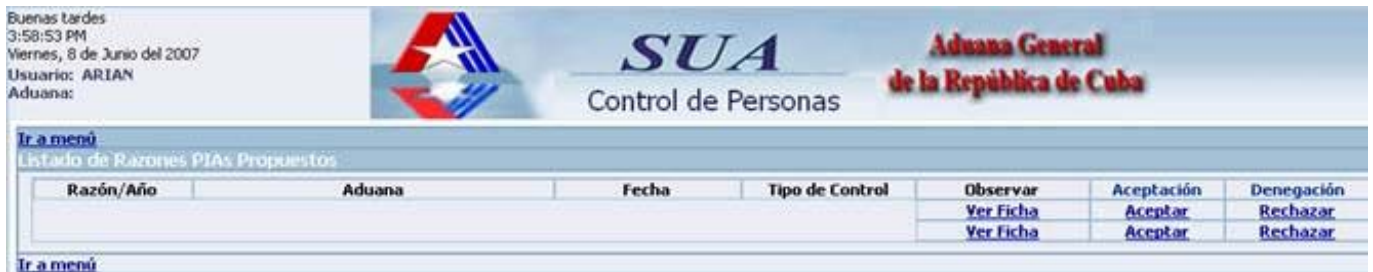 Buenas tardes
3:58:53 PM
Viernes, 8 de Junio del 2007
Usuario: ARIAN
Aduana:
SUA
Control de Personas
Aduana General
de la República de Cuba
Ir a menú
Listado de Razones PIAs Propuestos
Razón/Año Aduana Fecha Tipo de Control Observar Aceptación Denegación
Ver Ficha Aceptar Rechazar
Ver Ficha Aceptar Rechazar
Ir a menú